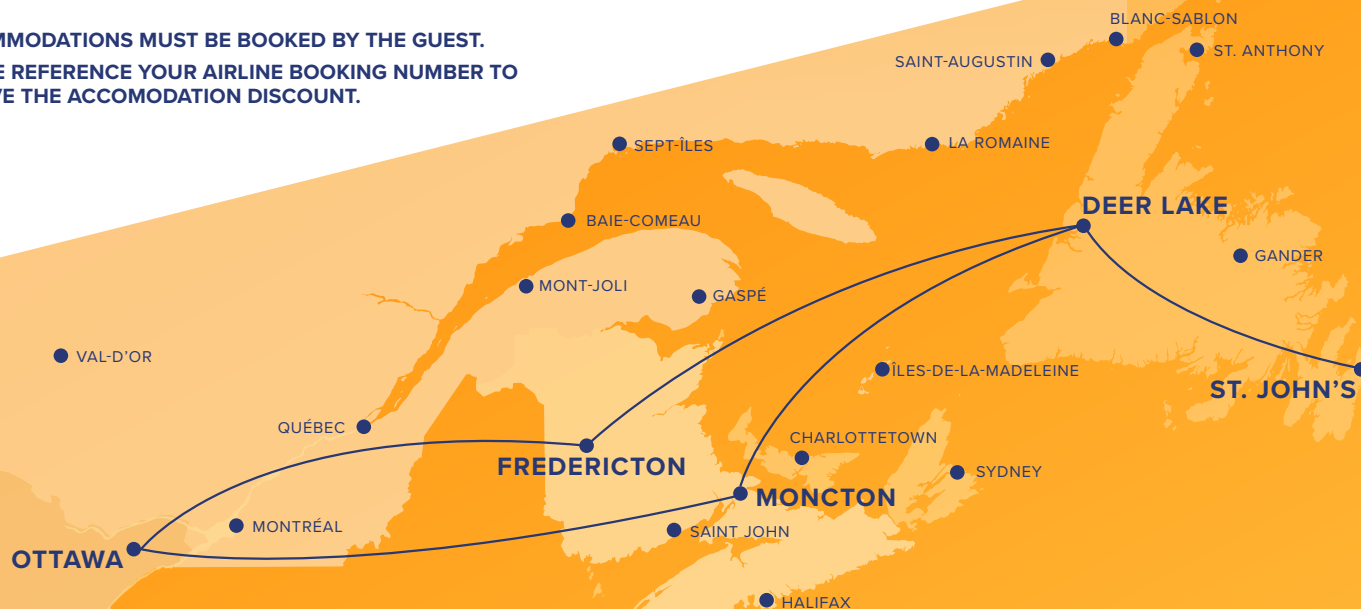 MMODATIONS MUST BE BOOKED BY THE GUEST.
E REFERENCE YOUR AIRLINE BOOKING NUMBER TO
VE THE ACCOMODATION DISCOUNT.
BLANC-SABLON
ST. ANTHONY
SAINT-AUGUSTIN
SEPT-ÎLES
LA ROMAINE
DEER LAKE
BAIE-COMEAU
GANDER
MONT-JOLI
GASPÉ
VAL-D'OR
ÎLES-DE-LA-MADELEINE
ST. JOHN'S
QUÉBEC
CHARLOTTETOWN
FREDERICTON
SYDNEY
MONCTON
MONTRÉAL
SAINT JOHN
OTTAWA
HALIFAX